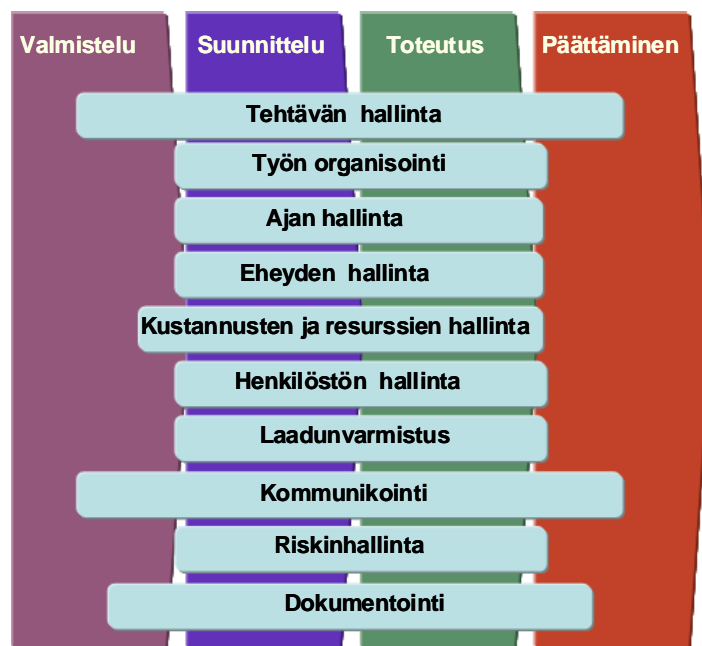 Valmistelu Suunnittelu Toteutus Päättäminen
Tehtävän hallinta
Työn organisointi
Ajan hallinta
Eheyden hallinta
Kustannusten ja resurssien hallinta
Henkilöstön hallinta
Laadunvarmistus
Kommunikointi
Riskinhallinta
Dokumentointi